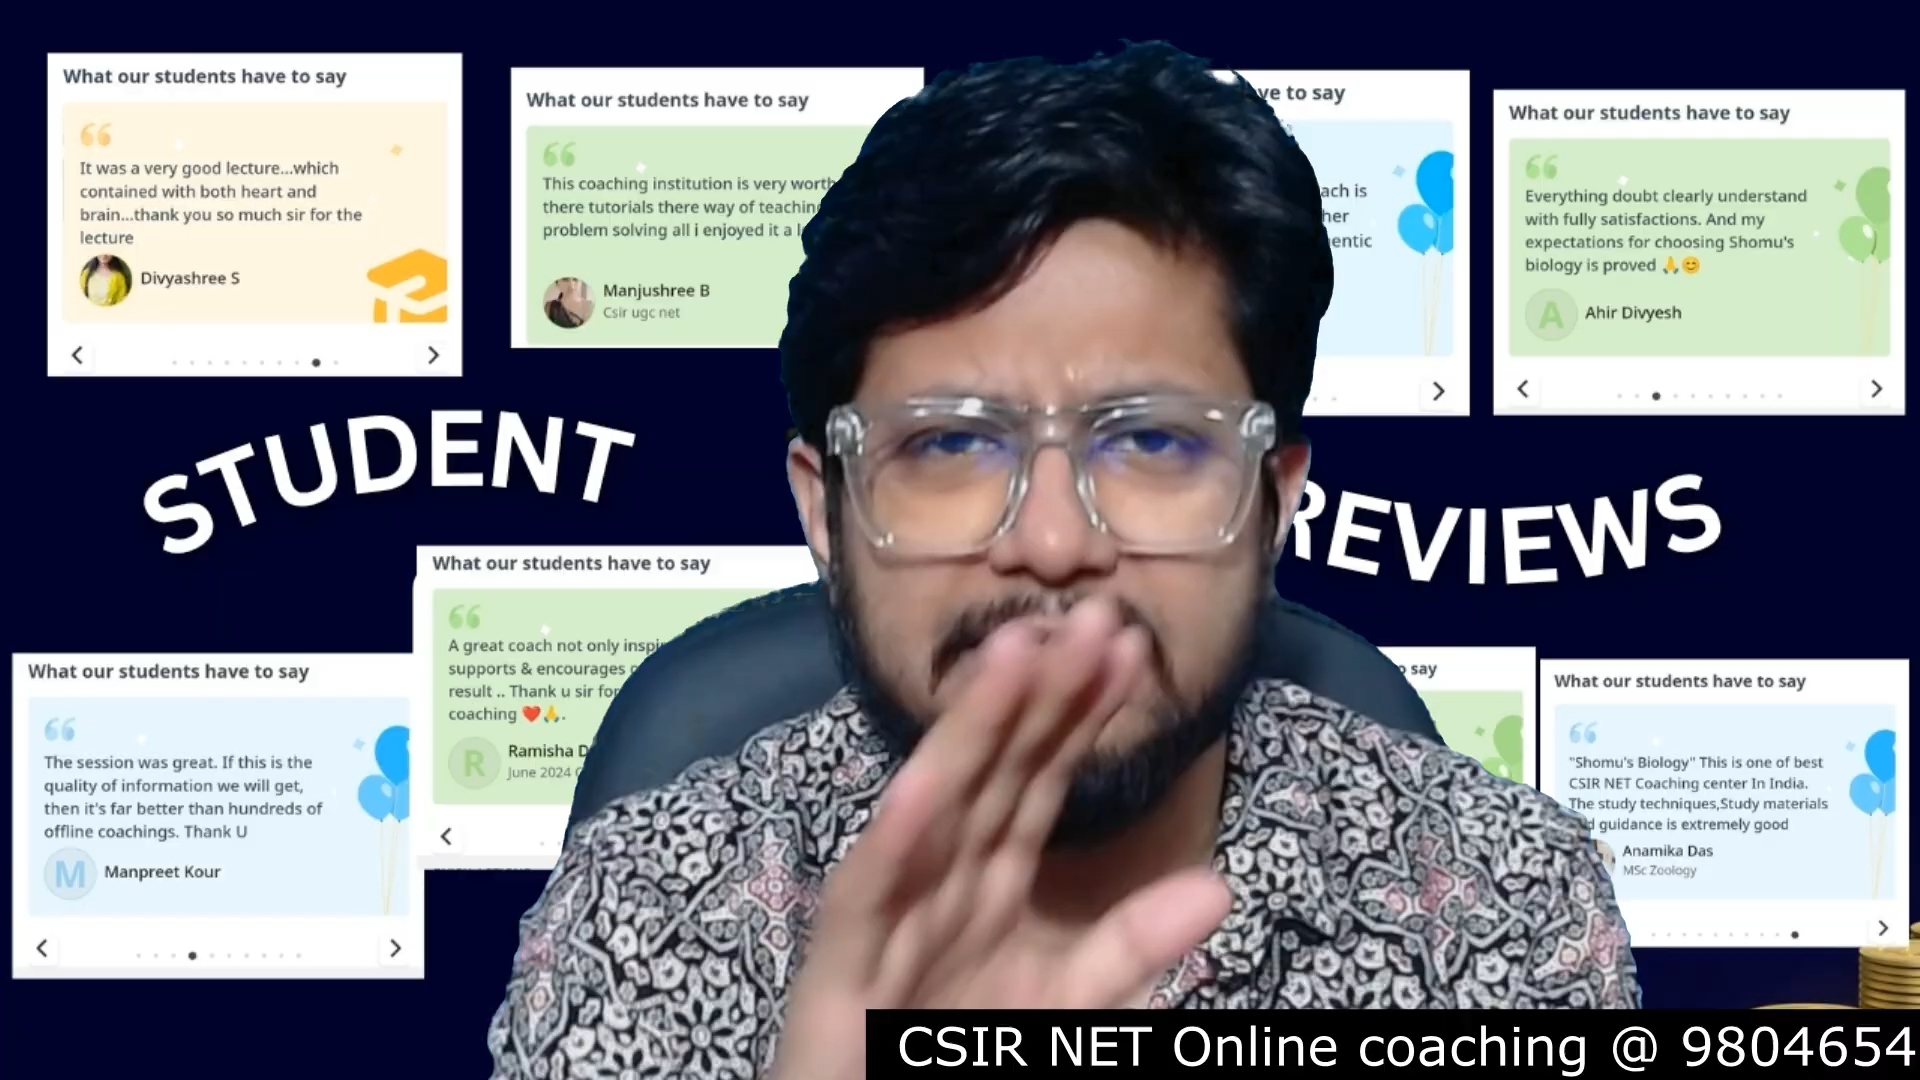 What our students have to say
It was a very good lecture...which
contained with both heart and
brain...thank you so much sir for the
lecture
Divyashree S
What our students have to say
This coaching institution is very worth
there tutorials there way of teaching
problem solving all i enjoyed it a
Manjushree B
Csir ugc net
to say
ach is
her
entic
What our students have to say
Everything doubt clearly understand
with fully satisfactions. And my
expectations for choosing Shomu's
biology is proved 🙏😊
A
Ahir Divyesh
STUDENT
REVIEWS
What our students have to say
A great coach not only
supports & encourages
result .. Thank u sir for
coaching ❤️🙏.
R
Ramisha D
June 2024
What our students have to say
The session was great. If this is the
quality of information we will get,
then it's far better than hundreds of
offline coachings. Thank U
M
Manpreet Kour
say
What our students have to say
"Shomu's Biology" This is one of best
CSIR NET Coaching center In India.
The study techniques,Study materials
guidance is extremely good
Anamika Das
MSc Zoology
CSIR NET Online coaching @ 9804654